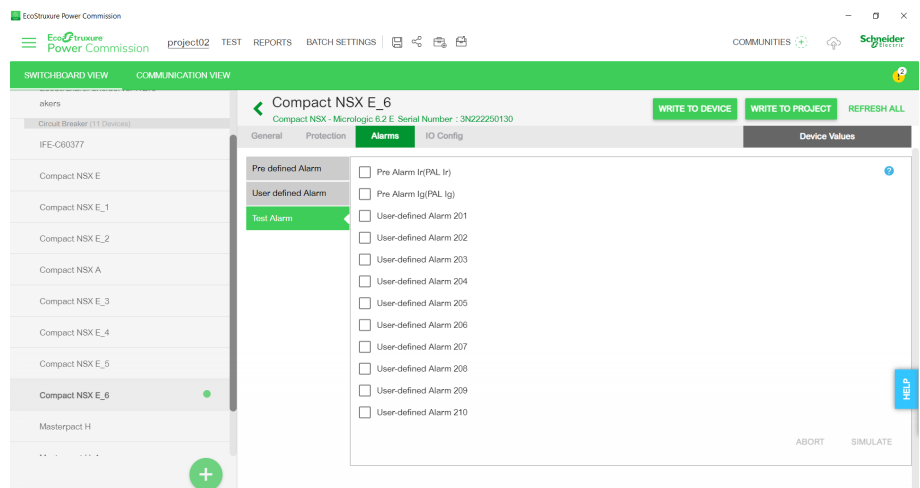 EcoStruxure Power Commission
EcoStruxure
Power Commission
project02 TEST REPORTS BATCH SETTINGS
COMMUNITIES
Schneider
Electric
SWITCHBOARD VIEW COMMUNICATION VIEW
2
akers
Circuit Breaker (11 Devices)
IFE-C60377
Compact NSX E
Compact NSX E_1
Compact NSX E_2
Compact NSX A
Compact NSX E_3
Compact NSX E_4
Compact NSX E_5
Compact NSX E_6
Masterpact H
Compact NSX E_6
Compact NSX - Micrologic 6.2 E Serial Number : 3N222250130
WRITE TO DEVICE WRITE TO PROJECT REFRESH ALL
General Protection Alarms IO Config Device Values
Pre defined Alarm
User defined Alarm
Test Alarm
Pre Alarm Ir(PAL Ir)
Pre Alarm Ig(PAL Ig)
User-defined Alarm 201
User-defined Alarm 202
User-defined Alarm 203
User-defined Alarm 204
User-defined Alarm 205
User-defined Alarm 206
User-defined Alarm 207
User-defined Alarm 208
User-defined Alarm 209
User-defined Alarm 210
ABORT SIMULATE
HELP